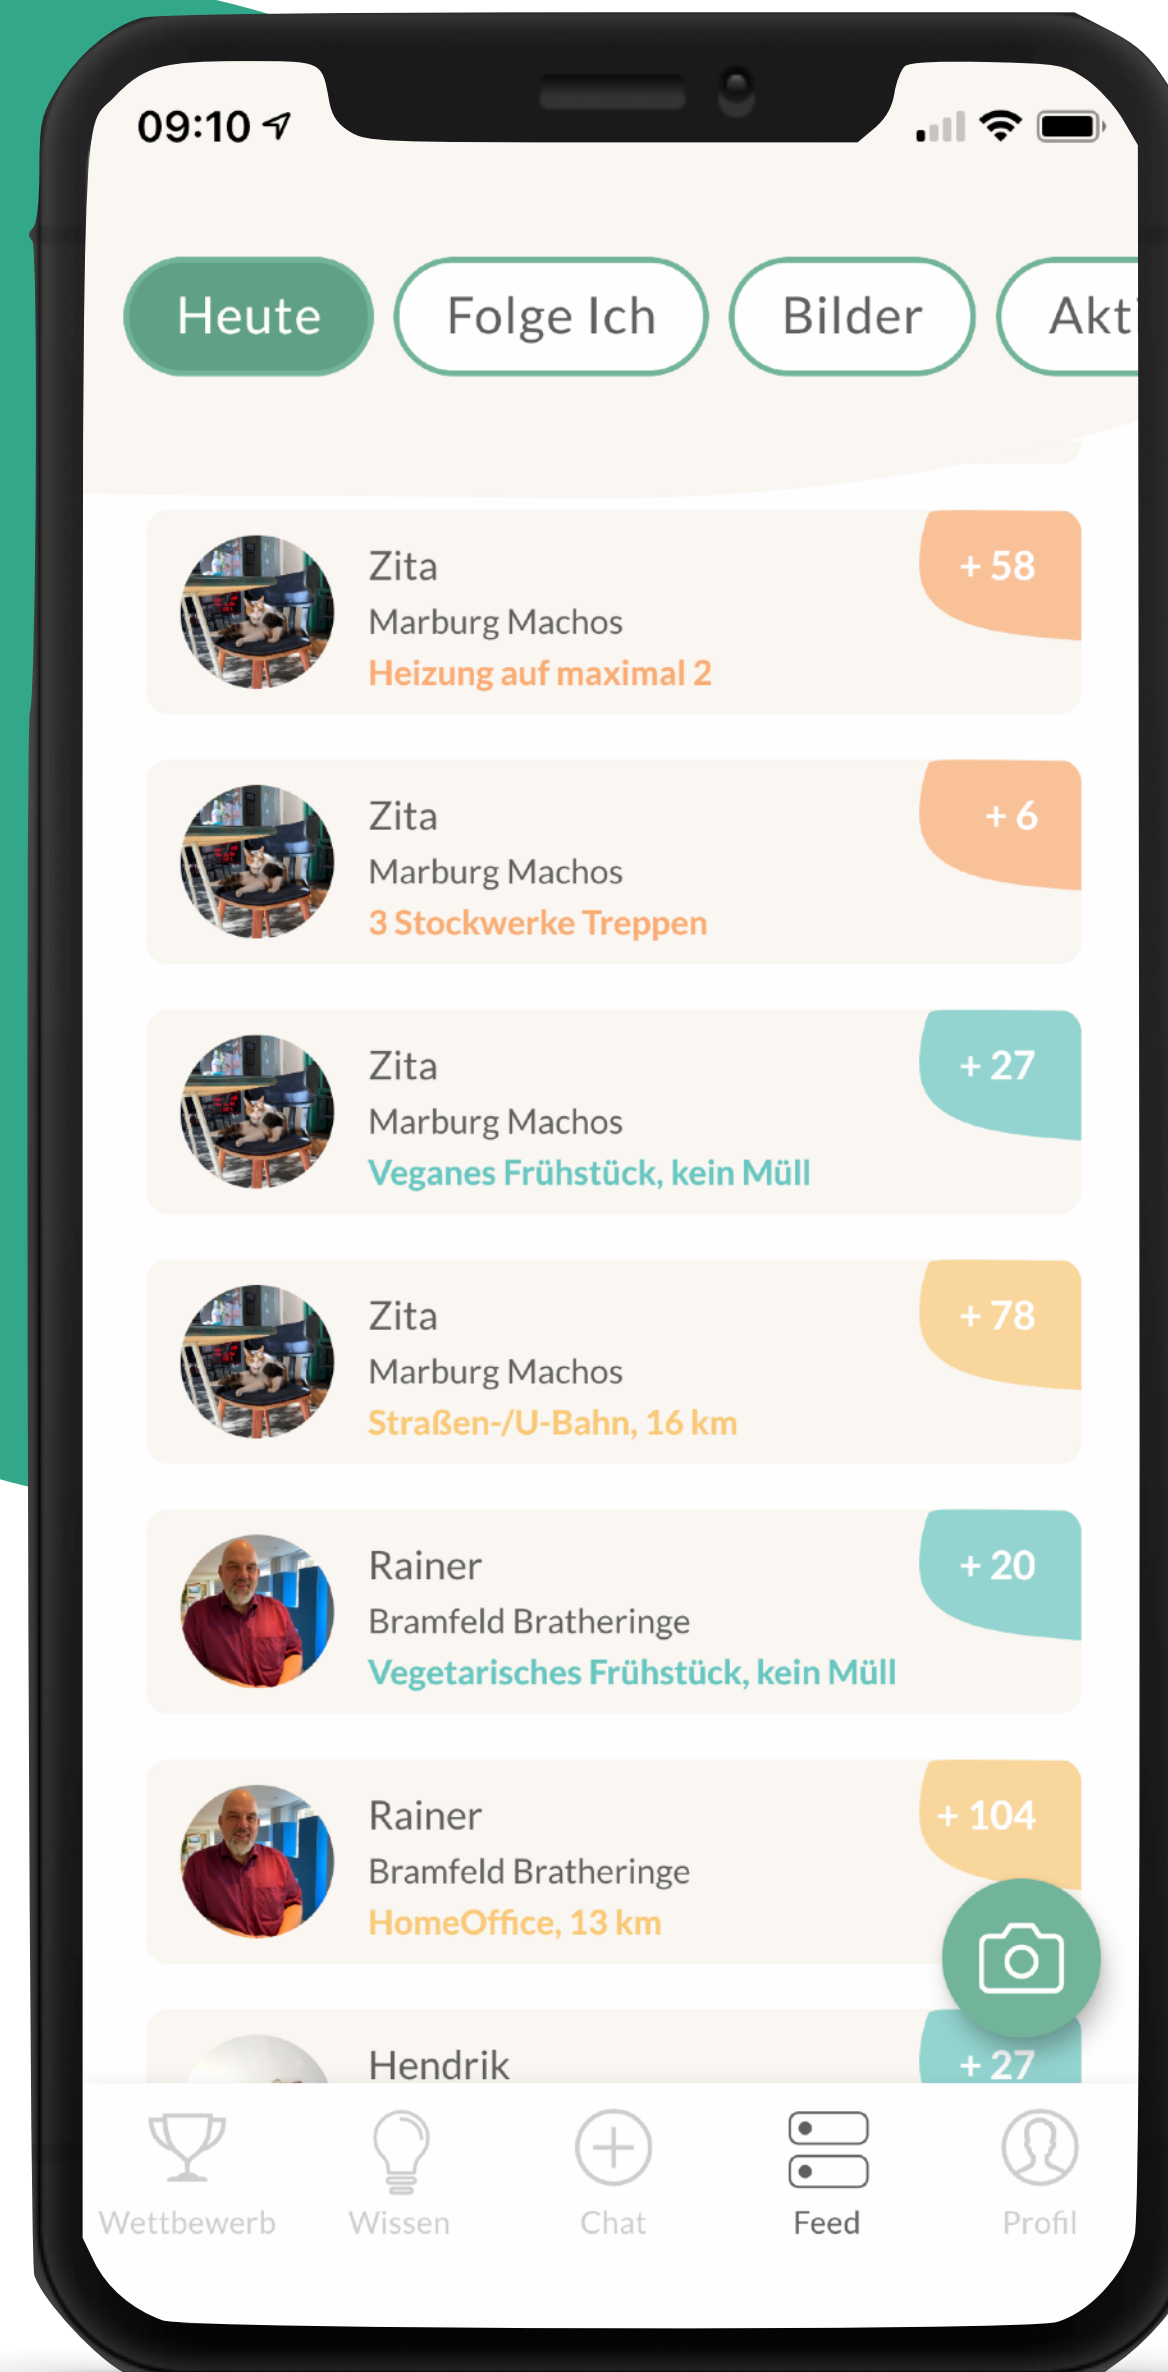 09:10
Heute
Folge Ich
Bilder
Akti
Zita
+ 58
Marburg Machos
Heizung auf maximal 2
Zita
+ 6
Marburg Machos
3 Stockwerke Treppen
Zita
+ 27
Marburg Machos
Veganes Frühstück, kein Müll
Zita
+ 78
Marburg Machos
Straßen-/U-Bahn, 16 km
Rainer
+ 20
Bramfeld Bratheringe
Vegetarisches Frühstück, kein Müll
Rainer
+ 104
Bramfeld Bratheringe
HomeOffice, 13 km
Hendrik
+ 27
Wettbewerb
Wissen
Chat
Feed
Profil